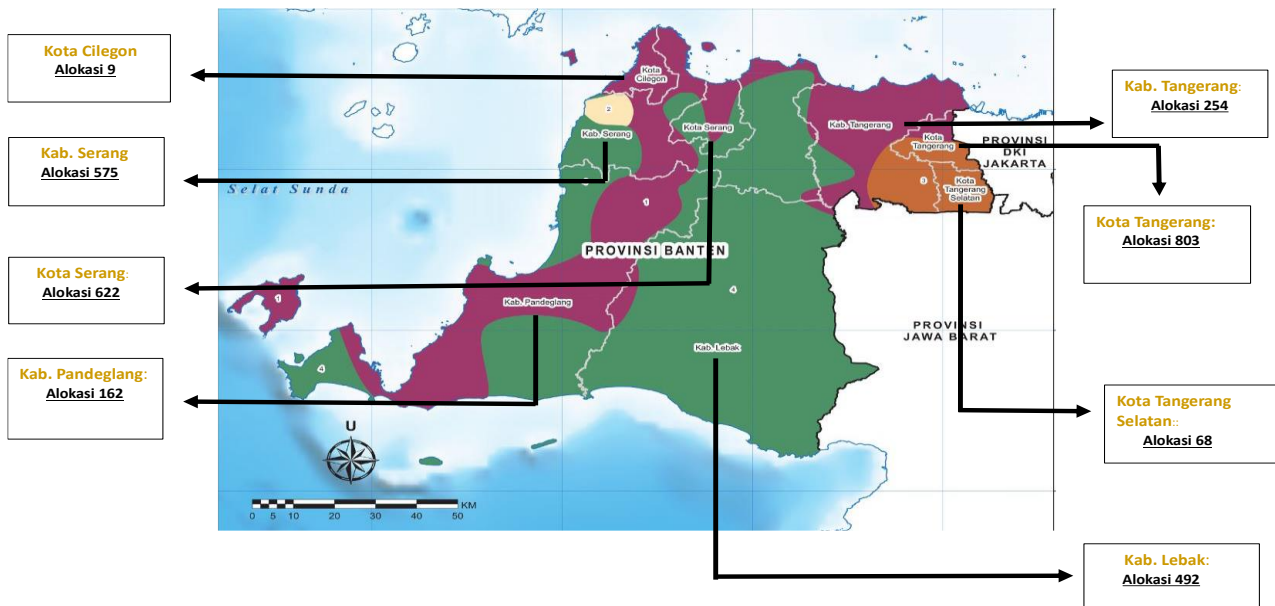 Kota Cilegon
Alokasi 9
Kab. Serang
Alokasi 575
Kota Serang:
Alokasi 622
Kab. Pandeglang:
Alokasi 162
Kota
Cilegon
2
Kab. Serang
Kota Serang
Kab. Tangerang
Kota
Tangerang
PROVINSI
DKI
JAKARTA
3
Kota
Tangerang
Selatan
Selat Sunda
1
PROVINSI BANTEN
1
Kab. Pandeglang
4
PROVINSI
JAWA BARAT
Kab. Lebak
4
U
KM
0 5 10 20 30 40 50
Kab. Tangerang:
Alokasi 254
Kota Tangerang:
Alokasi 803
Kota Tangerang
Selatan::
Alokasi 68
Kab. Lebak:
Alokasi 492